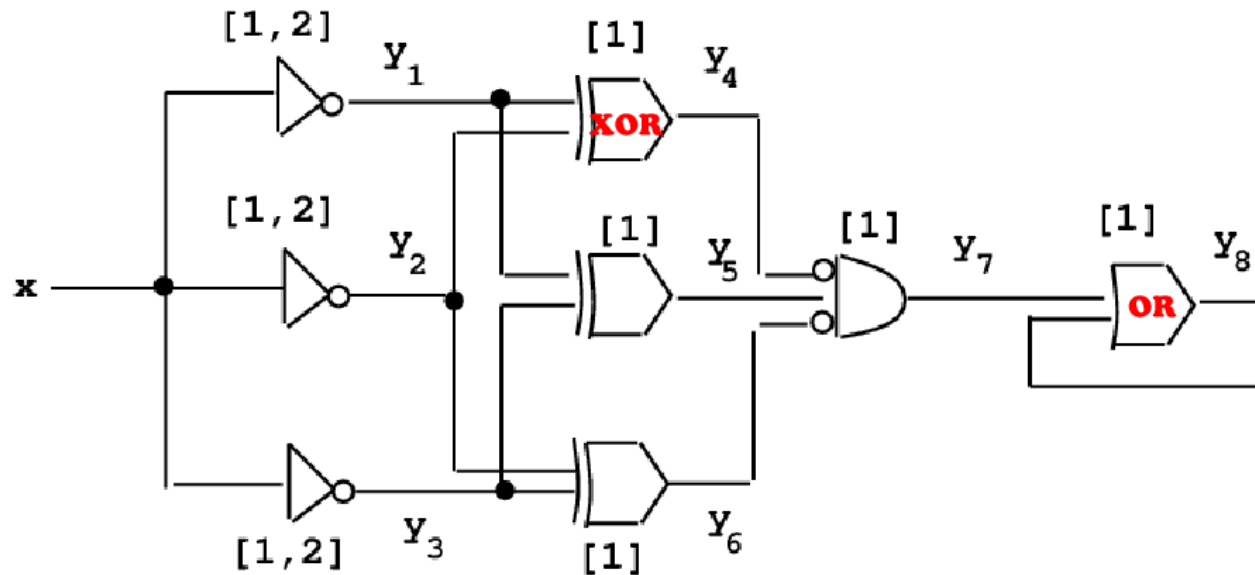 [1,2]
y1
[1]
y4
XOR
[1,2]
y2
[1]
y5
[1]
y7
[1]
y8
x
OR
[1,2]
y3
[1]
y6